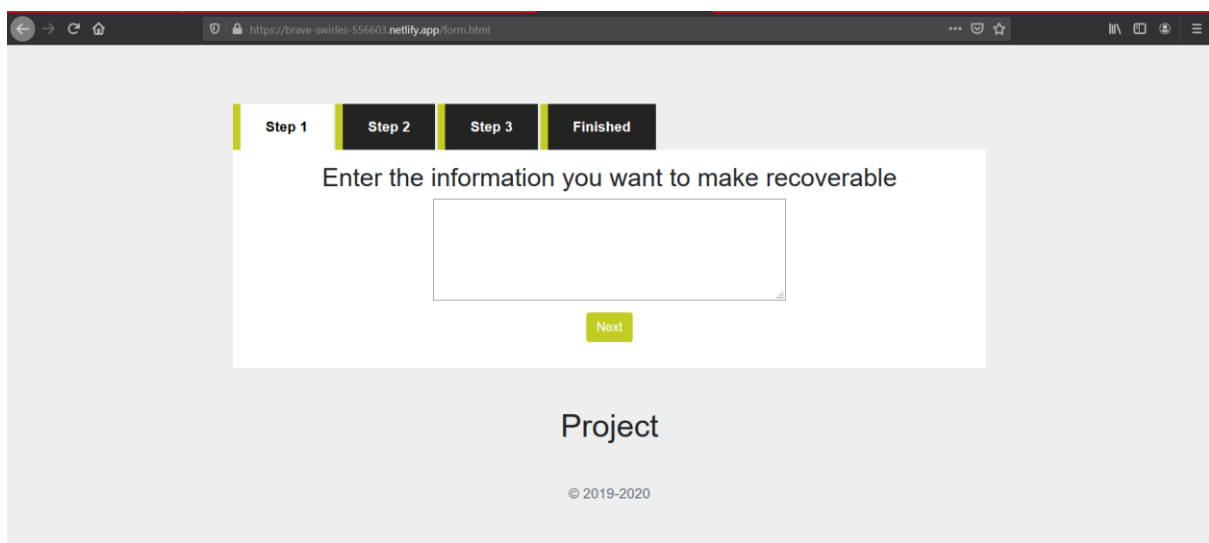 https://brave-swirles-556603.netlify.app/form.html
Step 1 Step 2 Step 3 Finished
Enter the information you want to make recoverable
Next
Project
© 2019-2020